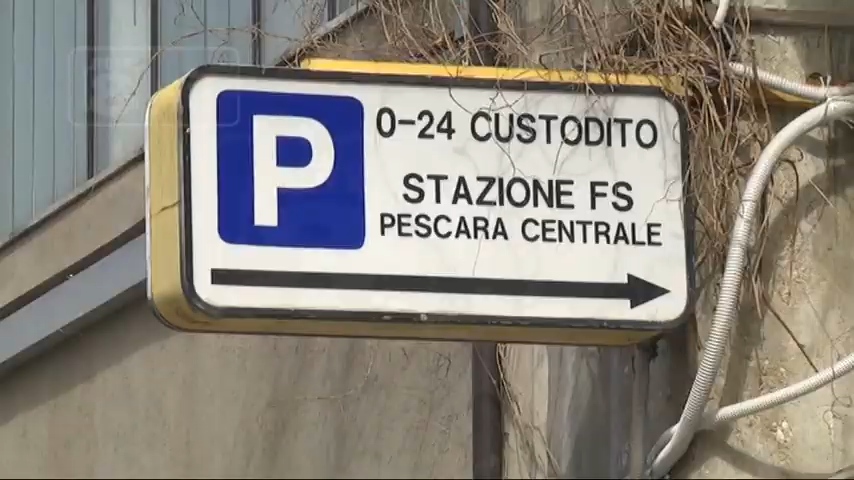 P
0-24 CUSTODITO
STAZIONE FS
PESCARA CENTRALE